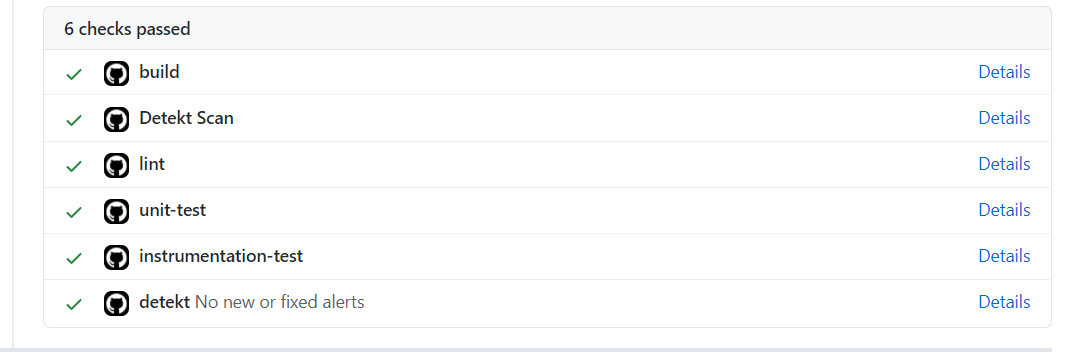 6 checks passed
build Details
Detekt Scan Details
lint Details
unit-test Details
instrumentation-test Details
detekt No new or fixed alerts Details